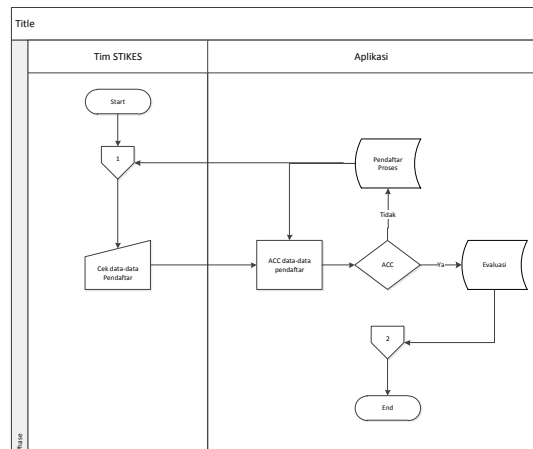 Title
Tim STIKES
Aplikasi
Start
1
Pendaftar
Proses
Tidak
Cek data-data
Pendaftar
ACC data-data
pendaftar
ACC
Ya
Evaluasi
2
End
Phase